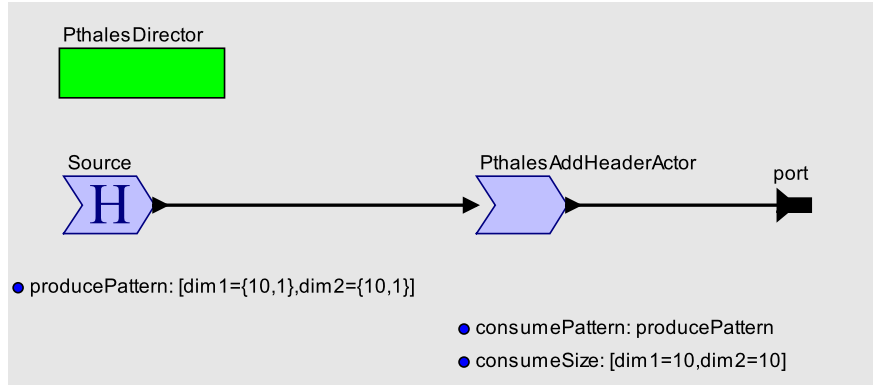 PthalesDirector
Source
PthalesAddHeaderActor
port
H
producePattern: [dim1={10,1},dim2={10,1}]
consumePattern: producePattern
consumeSize: [dim1=10,dim2=10]